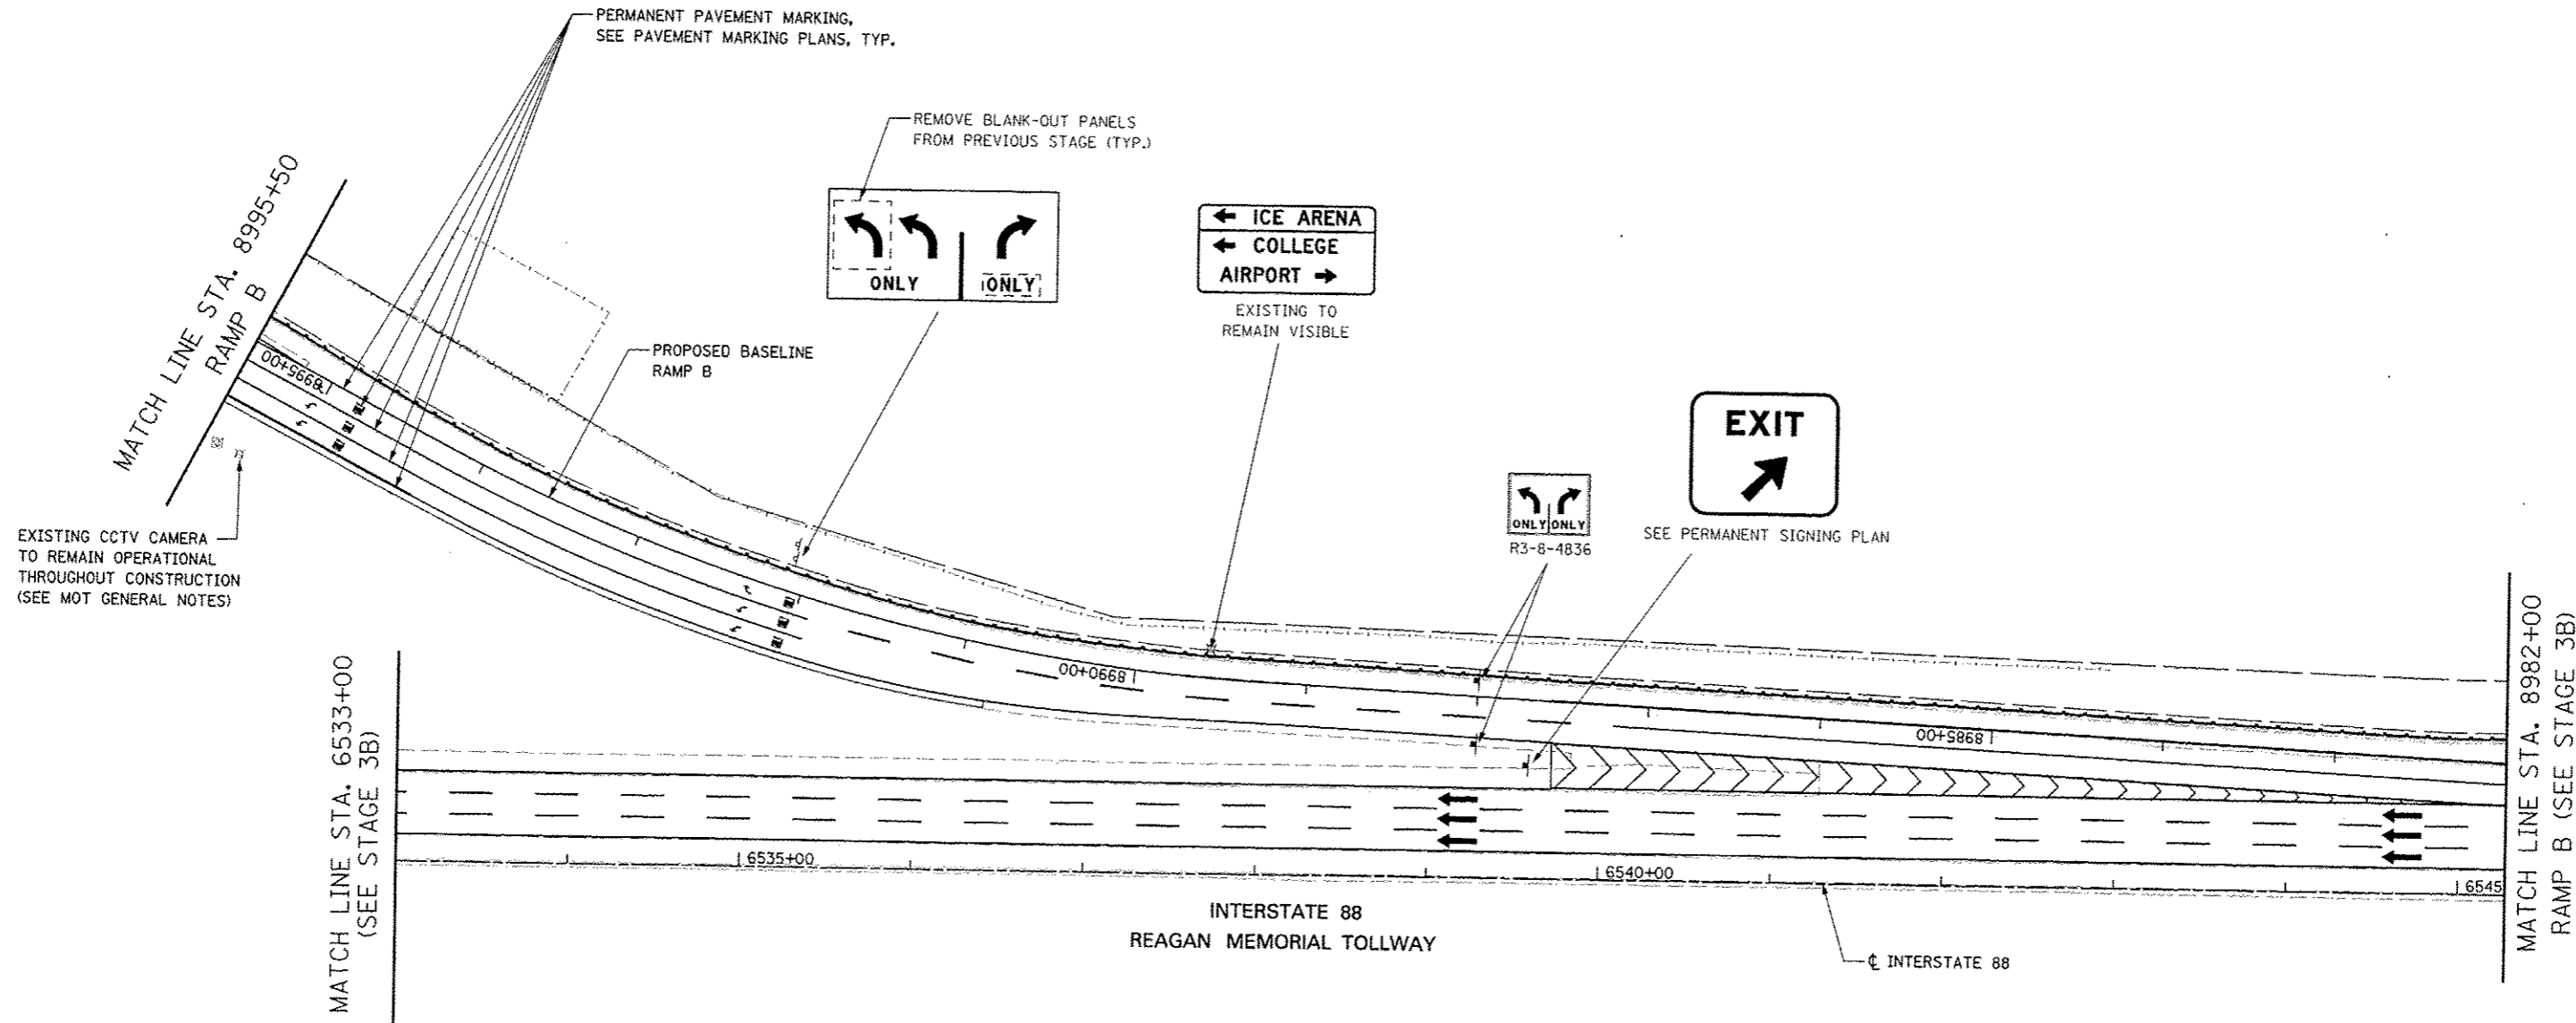 PERMANENT PAVEMENT MARKING,
SEE PAVEMENT MARKING PLANS, TYP.
REMOVE BLANK-OUT PANELS
FROM PREVIOUS STAGE (TYP.)
ONLY
ONLY
← ICE ARENA
← COLLEGE
AIRPORT →
EXISTING TO
REMAIN VISIBLE
MATCH LINE STA. 8995+50
RAMP B
8995+00
PROPOSED BASELINE
RAMP B
EXIT
SEE PERMANENT SIGNING PLAN
ONLY ONLY
R3-8-4836
EXISTING CCTV CAMERA
TO REMAIN OPERATIONAL
THROUGHOUT CONSTRUCTION
(SEE MOT GENERAL NOTES)
8990+00
8985+00
MATCH LINE STA. 6533+00
(SEE STAGE 3B)
6535+00
6540+00
6545
INTERSTATE 88
REAGAN MEMORIAL TOLLWAY
℄ INTERSTATE 88
MATCH LINE STA. 8982+00
RAMP B (SEE STAGE 3B)